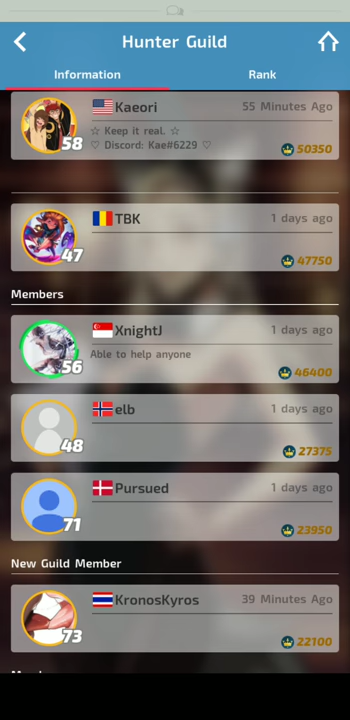 Hunter Guild
Information
Rank
Kaeori
55 Minutes Ago
☆ Keep it real. ☆
♡ Discord: Kae#6229 ♡
58
50350
TBK
1 days ago
47
47750
Members
XnightJ
1 days ago
Able to help anyone
56
46400
elb
1 days ago
48
27375
Pursued
1 days ago
71
23950
New Guild Member
KronosKyros
39 Minutes Ago
73
22100